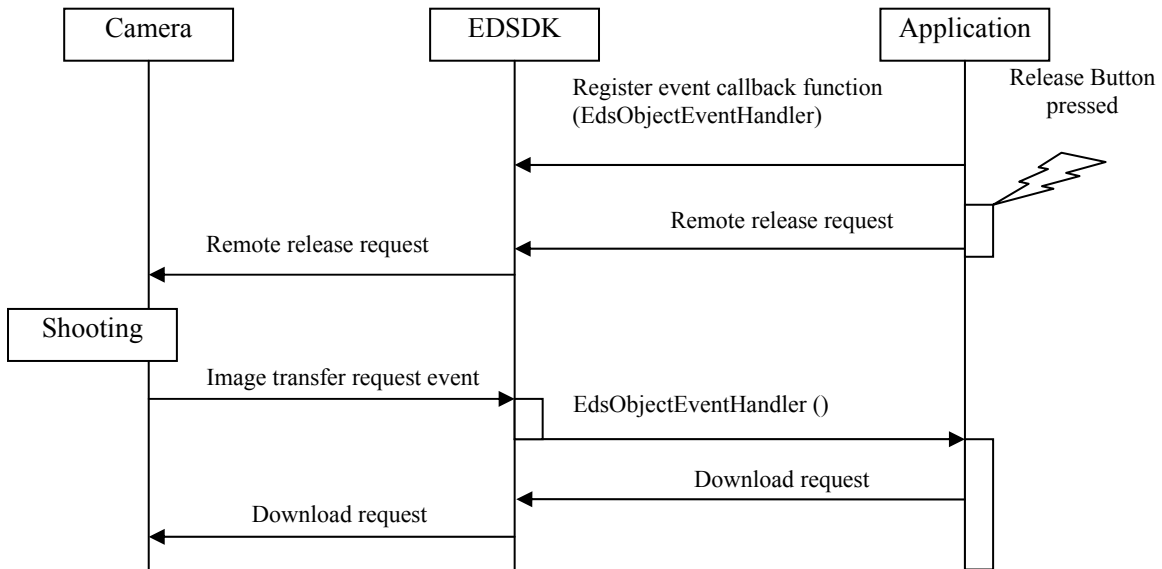 Camera
EDSDK
Application
Register event callback function
(EdsObjectEventHandler)
Release Button
pressed
Remote release request
Remote release request
Shooting
Image transfer request event
EdsObjectEventHandler ()
Download request
Download request